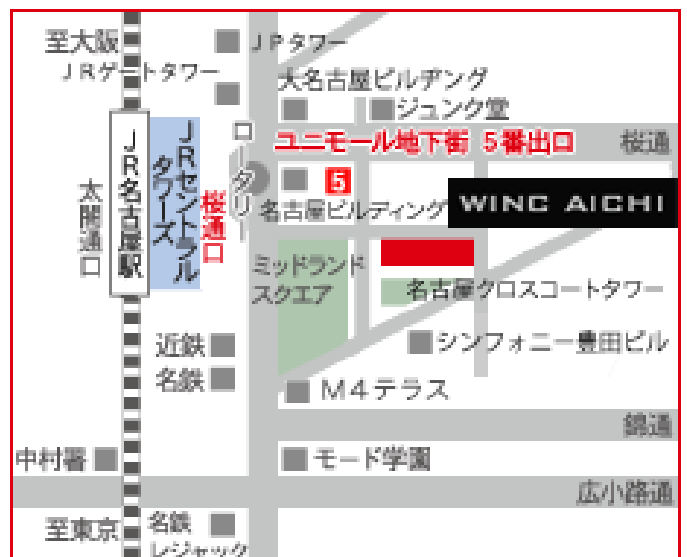 至大阪
JPタワー
JRゲートタワー
大名古屋ビルヂング
ジュンク堂
ユニモール地下街 5番出口
桜通
ロータリー
JR名古屋駅
JRセントラル
タワーズ
桜通口
太閤通口
5
名古屋ビルディング
WINC AICHI
ミッドランド
スクエア
名古屋クロスコートタワー
近鉄
シンフォニー豊田ビル
名鉄
M4テラス
錦通
中村署
モード学園
広小路通
至東京
名鉄
レジャック